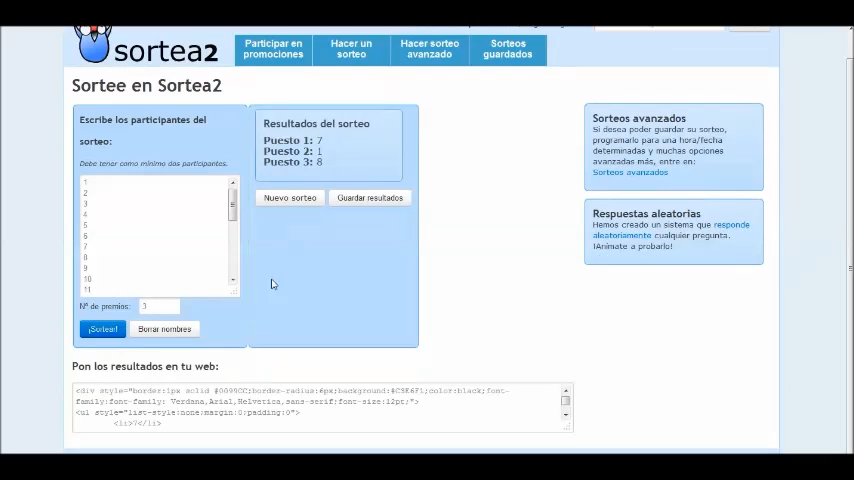 sortea2
Participar en
promociones
Hacer un
sorteo
Hacer sorteo
avanzado
Sorteos
guardados
Sortee en Sortea2
Escribe los participantes del
sorteo:
Debe tener como mínimo dos participantes.
1
2
3
4
5
6
7
8
9
10
11
Nº de premios: 3
¡Sortear!
Borrar nombres
Resultados del sorteo
Puesto 1: 7
Puesto 2: 1
Puesto 3: 8
Nuevo sorteo
Guardar resultados
Sorteos avanzados
Si desea poder guardar su sorteo,
programarlo para una hora/fecha
determinadas y muchas opciones
avanzadas más, entre en:
Sorteos avanzados
Respuestas aleatorias
Hemos creado un sistema que responde
aleatoriamente cualquier pregunta.
¡Anímate a probarlo!
Pon los resultados en tu web:
<div style="border:1px solid #0099CC;border-radius:6px;background:#C3E6F1;color:black;font-
family:font-family: Verdana,Arial,Helvetica,sans-serif;font-size:12pt;">
<ul style="list-style:none;margin:0;padding:0">
<li>7</li>